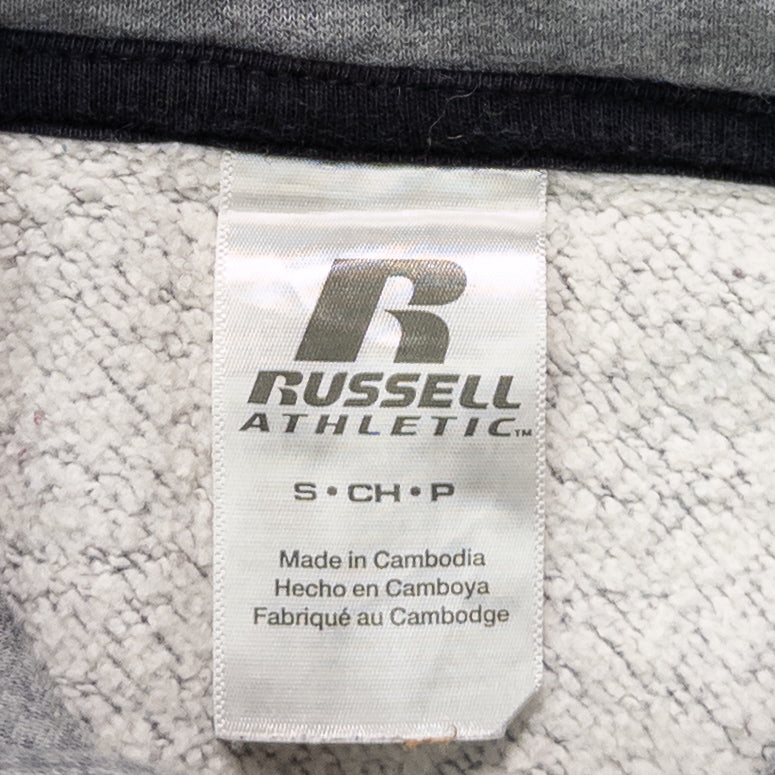 R
RUSSELL
ATHLETIC™
S • CH • P
Made in Cambodia
Hecho en Camboya
Fabriqué au Cambodge